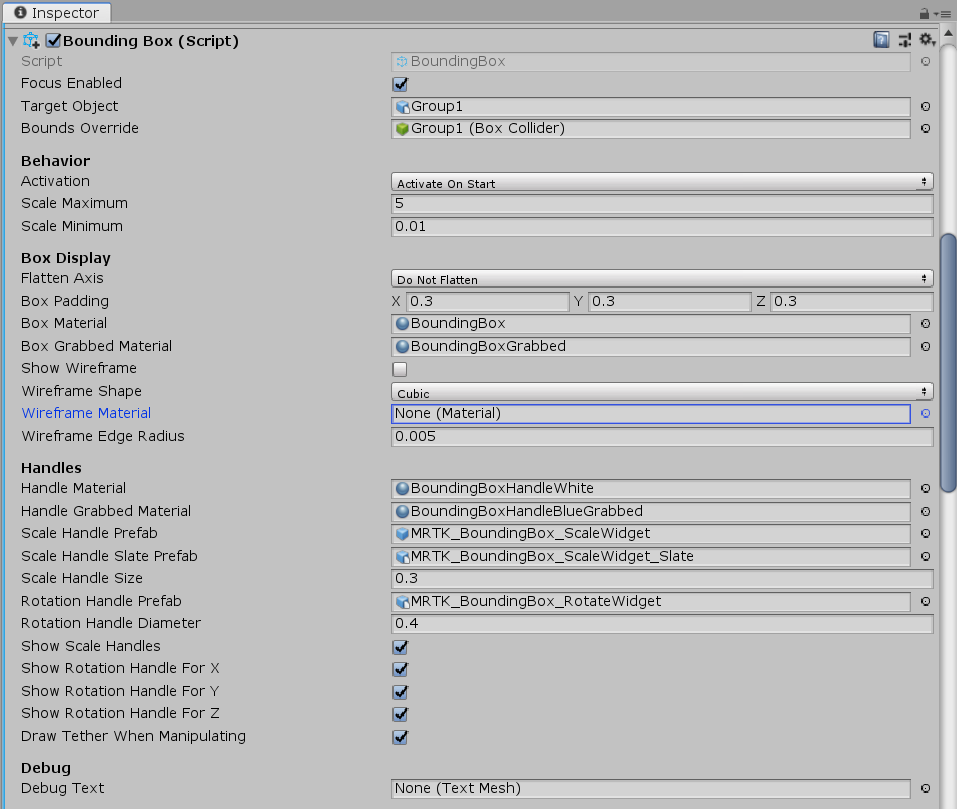 Inspector
Bounding Box (Script)
Script BoundingBox
Focus Enabled
Target Object Group1
Bounds Override Group1 (Box Collider)
Behavior
Activation Activate On Start
Scale Maximum 5
Scale Minimum 0.01
Box Display
Flatten Axis Do Not Flatten
Box Padding X 0.3 Y 0.3 Z 0.3
Box Material BoundingBox
Box Grabbed Material BoundingBoxGrabbed
Show Wireframe
Wireframe Shape Cubic
Wireframe Material None (Material)
Wireframe Edge Radius 0.005
Handles
Handle Material BoundingBoxHandleWhite
Handle Grabbed Material BoundingBoxHandleBlueGrabbed
Scale Handle Prefab MRTK_BoundingBox_ScaleWidget
Scale Handle Slate Prefab MRTK_BoundingBox_ScaleWidget_Slate
Scale Handle Size 0.3
Rotation Handle Prefab MRTK_BoundingBox_RotateWidget
Rotation Handle Diameter 0.4
Show Scale Handles
Show Rotation Handle For X
Show Rotation Handle For Y
Show Rotation Handle For Z
Draw Tether When Manipulating
Debug
Debug Text None (Text Mesh)